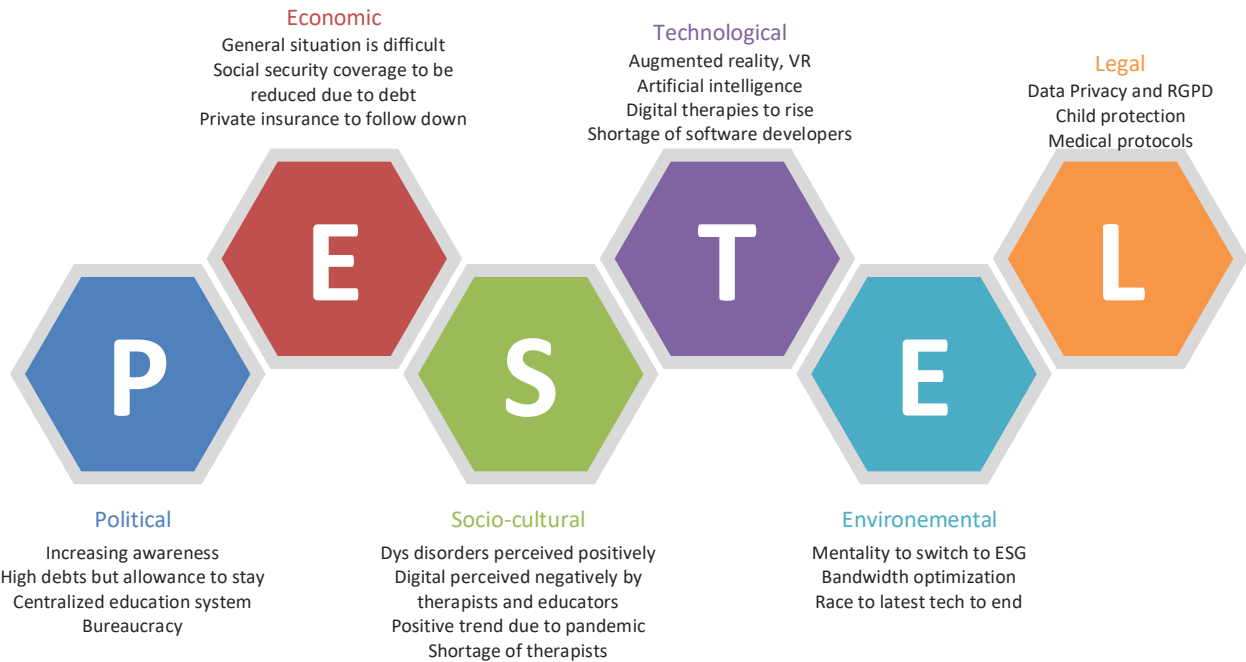 Economic
General situation is difficult
Social security coverage to be
reduced due to debt
Private insurance to follow down
Technological
Augmented reality, VR
Artificial intelligence
Digital therapies to rise
Shortage of software developers
Legal
Data Privacy and RGPD
Child protection
Medical protocols
P
E
S
T
E
L
Political
Increasing awareness
High debts but allowance to stay
Centralized education system
Bureaucracy
Socio-cultural
Dys disorders perceived positively
Digital perceived negatively by
therapists and educators
Positive trend due to pandemic
Shortage of therapists
Environemental
Mentality to switch to ESG
Bandwidth optimization
Race to latest tech to end